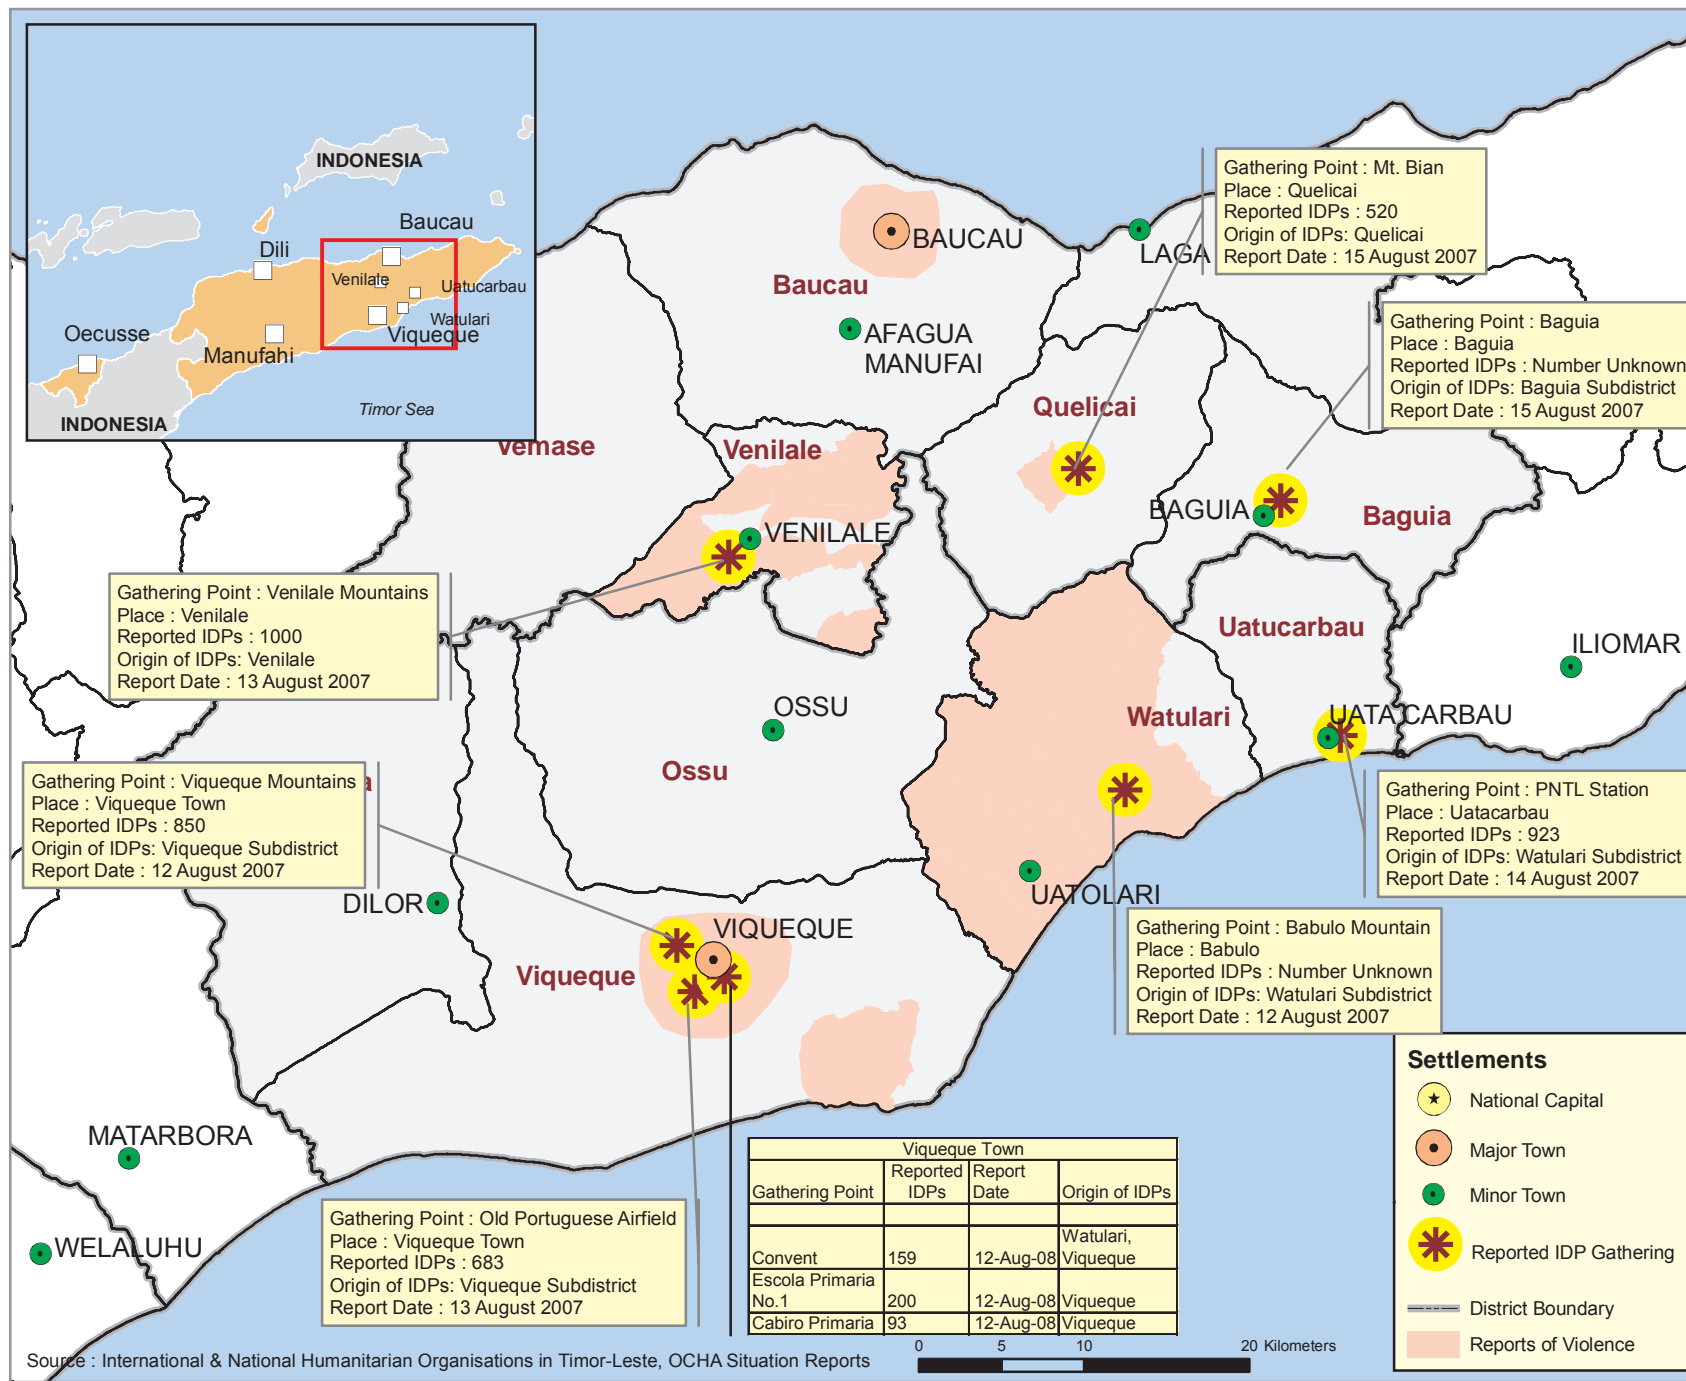 INDONESIA
Baucau
Dili
Venilale
Uatucarbau
Watulari
Oecusse
Viqueque
Manufahi
Timor Sea
INDONESIA
Gathering Point : Mt. Bian
Place : Quelicai
Reported IDPs : 520
Origin of IDPs: Quelicai
Report Date : 15 August 2007
BAUCAU
LAGA
Baucau
AFAGUA
MANUFAI
Gathering Point : Baguia
Place : Baguia
Reported IDPs : Number Unknown
Origin of IDPs: Baguia Subdistrict
Report Date : 15 August 2007
Quelicai
Vemase
Venilale
BAGUIA
Baguia
VENILALE
Gathering Point : Venilale Mountains
Place : Venilale
Reported IDPs : 1000
Origin of IDPs: Venilale
Report Date : 13 August 2007
Uatucarbau
ILIOMAR
OSSU
Watulari
UATA CARBAU
Ossu
Gathering Point : Viqueque Mountains
Place : Viqueque Town
Reported IDPs : 850
Origin of IDPs: Viqueque Subdistrict
Report Date : 12 August 2007
a
Gathering Point : PNTL Station
Place : Uatacarbau
Reported IDPs : 923
Origin of IDPs: Watulari Subdistrict
Report Date : 14 August 2007
DILOR
UATOLARI
VIQUEQUE
Viqueque
Gathering Point : Babulo Mountain
Place : Babulo
Reported IDPs : Number Unknown
Origin of IDPs: Watulari Subdistrict
Report Date : 12 August 2007
MATARBORA
WELALUHU
Gathering Point : Old Portuguese Airfield
Place : Viqueque Town
Reported IDPs : 683
Origin of IDPs: Viqueque Subdistrict
Report Date : 13 August 2007
Viqueque Town
Gathering Point Reported IDPs Report Date Origin of IDPs
Convent 159 12-Aug-08 Watulari, Viqueque
Escola Primaria No.1 200 12-Aug-08 Viqueque
Cabiro Primaria 93 12-Aug-08 Viqueque
Settlements
National Capital
Major Town
Minor Town
Reported IDP Gathering
District Boundary
Reports of Violence
0 5 10 20 Kilometers
Source : International & National Humanitarian Organisations in Timor-Leste, OCHA Situation Reports